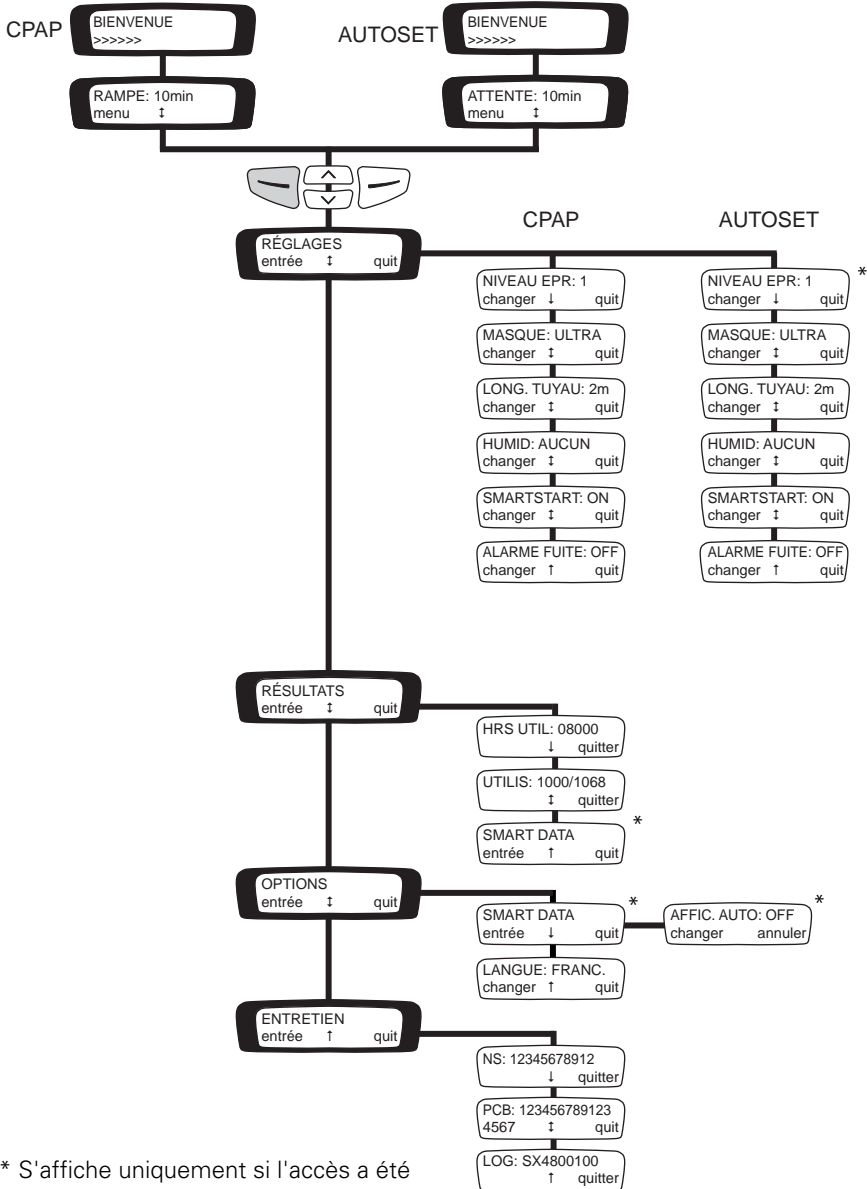 CPAP
BIENVENUE
>>>>>>
AUTOSET
BIENVENUE
>>>>>>
RAMPE: 10min
menu ↕
ATTENTE: 10min
menu ↕
CPAP
AUTOSET
RÉGLAGES
entrée ↕ quit
NIVEAU EPR: 1
changer ↓ quit
MASQUE: ULTRA
changer ↕ quit
LONG. TUYAU: 2m
changer ↕ quit
HUMID: AUCUN
changer ↕ quit
SMARTSTART: ON
changer ↕ quit
ALARME FUITE: OFF
changer ↑ quit
NIVEAU EPR: 1 *
changer ↓ quit
MASQUE: ULTRA
changer ↕ quit
LONG. TUYAU: 2m
changer ↕ quit
HUMID: AUCUN
changer ↕ quit
SMARTSTART: ON
changer ↕ quit
ALARME FUITE: OFF
changer ↑ quit
RÉSULTATS
entrée ↕ quit
HRS UTIL: 08000
↓ quitter
UTILIS: 1000/1068
↕ quitter
SMART DATA *
entrée ↑ quit
OPTIONS
entrée ↕ quit
SMART DATA *
entrée ↓ quit
AFFIC. AUTO: OFF *
changer annuler
LANGUE: FRANC.
changer ↑ quit
ENTRETIEN
entrée ↑ quit
NS: 12345678912
↓ quitter
PCB: 123456789123
4567 ↕ quit
LOG: SX4800100
↑ quitter
* S'affiche uniquement si l'accès a été